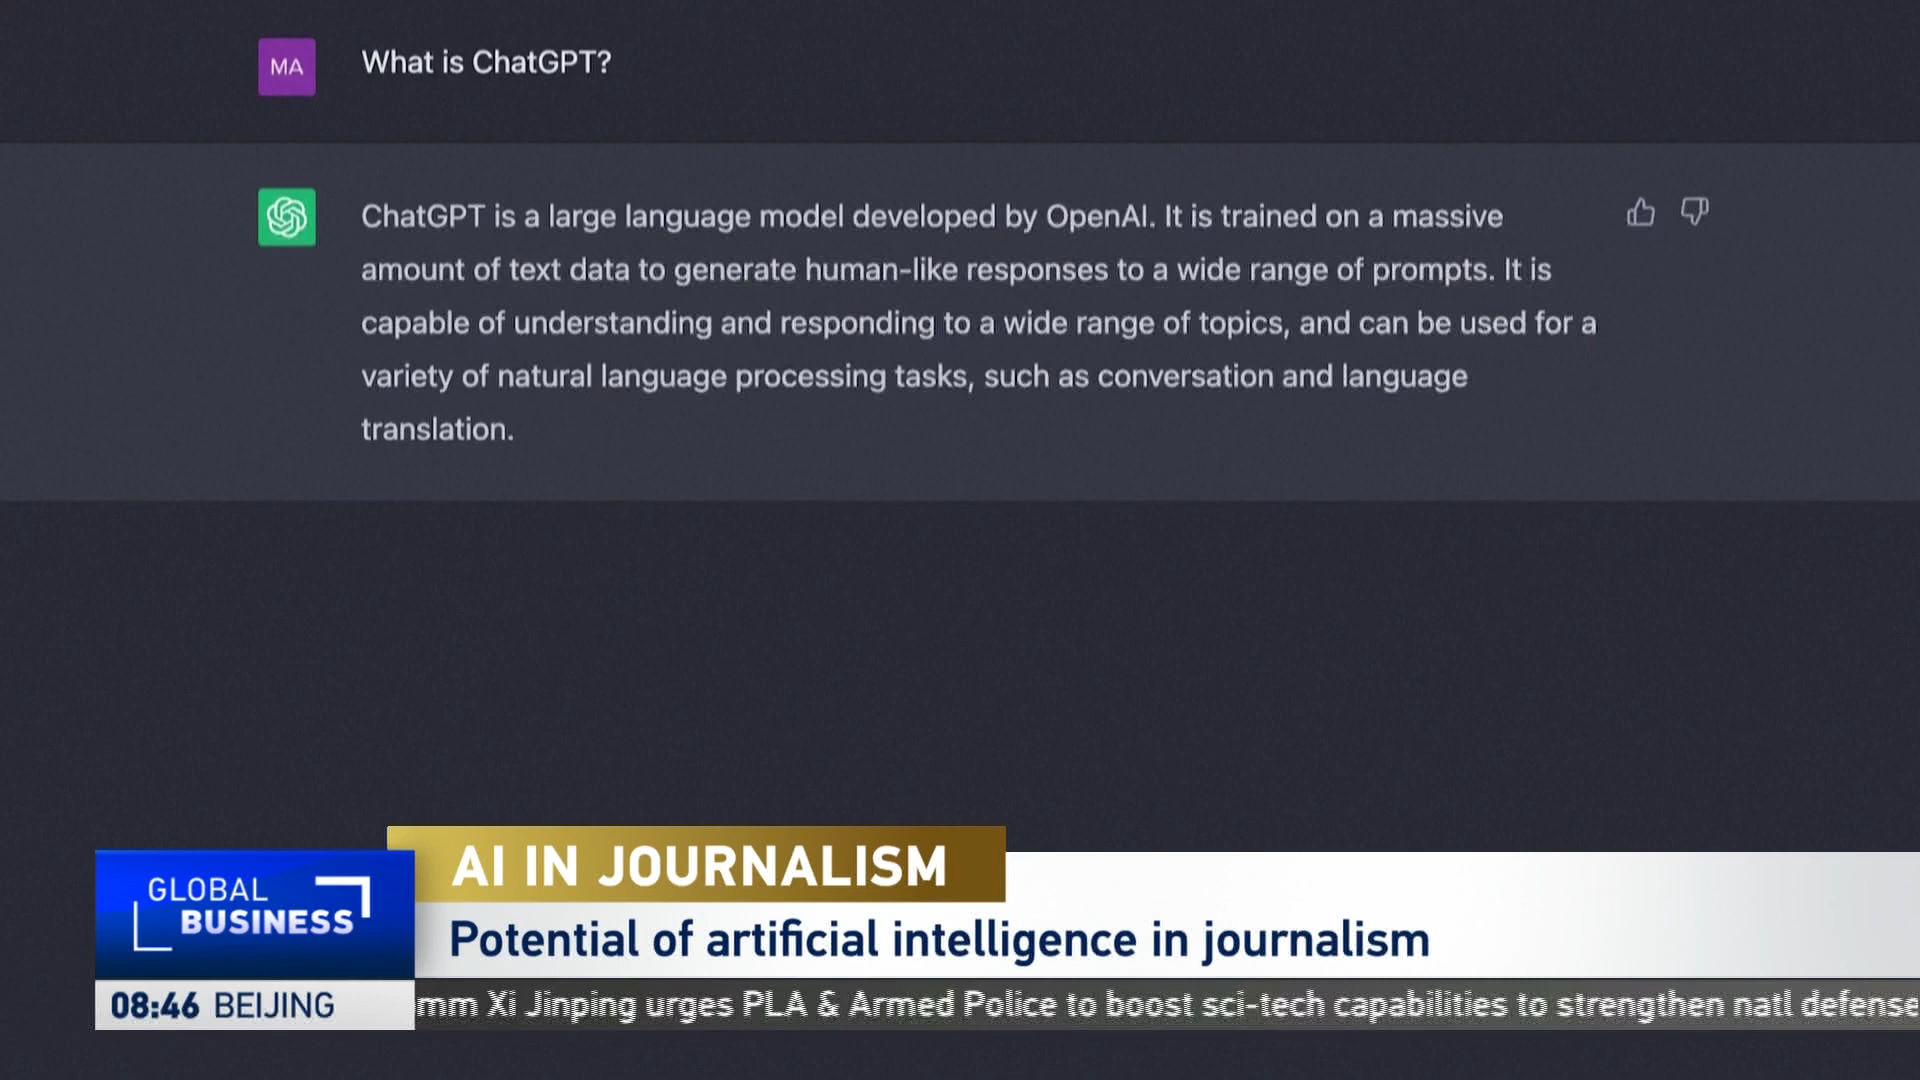 MA
What is ChatGPT?
ChatGPT is a large language model developed by OpenAI. It is trained on a massive
amount of text data to generate human-like responses to a wide range of prompts. It is
capable of understanding and responding to a wide range of topics, and can be used for a
variety of natural language processing tasks, such as conversation and language
translation.
AI IN JOURNALISM
GLOBAL
BUSINESS
Potential of artificial intelligence in journalism
08:46 BEIJING
mm Xi Jinping urges PLA & Armed Police to boost sci-tech capabilities to strengthen natl defense